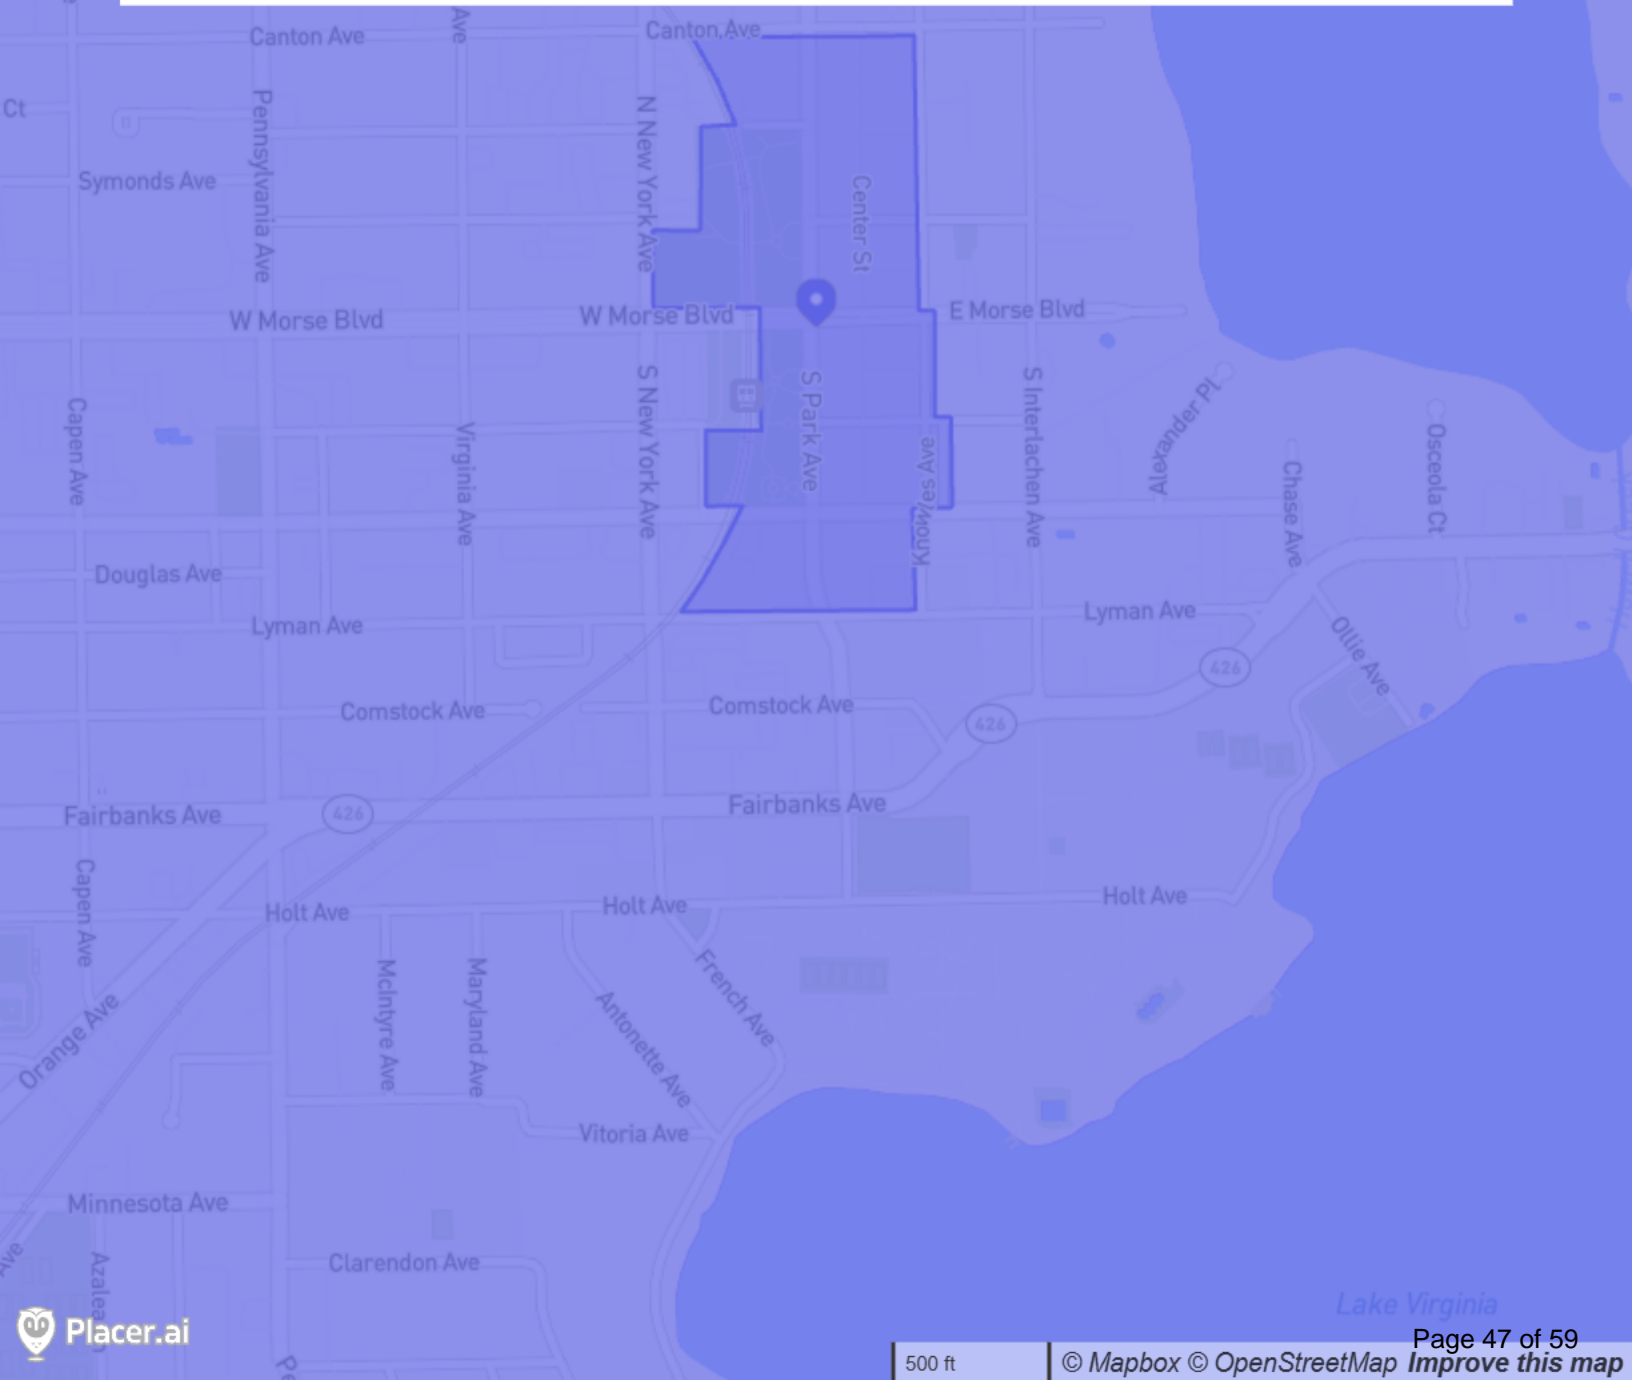 Canton Ave
Ave
Canton Ave
Ct
Pennsylvania Ave
N New York Ave
Symonds Ave
Center St
W Morse Blvd
W Morse Blvd
E Morse Blvd
S New York Ave
S Park Ave
S Interlachen Ave
Alexander Pl
Capen Ave
Virginia Ave
Knowles Ave
Chase Ave
Osceola Ct
Douglas Ave
Lyman Ave
Lyman Ave
Ollie Ave
426
Comstock Ave
Comstock Ave
426
Fairbanks Ave
426
Fairbanks Ave
Capen Ave
Holt Ave
Holt Ave
Holt Ave
McIntyre Ave
Maryland Ave
Antonette Ave
French Ave
Orange Ave
Vitoria Ave
Minnesota Ave
Ave
Clarendon Ave
Lake Virginia
Placer.ai
Page 47 of 59
500 ft
© Mapbox © OpenStreetMap Improve this map